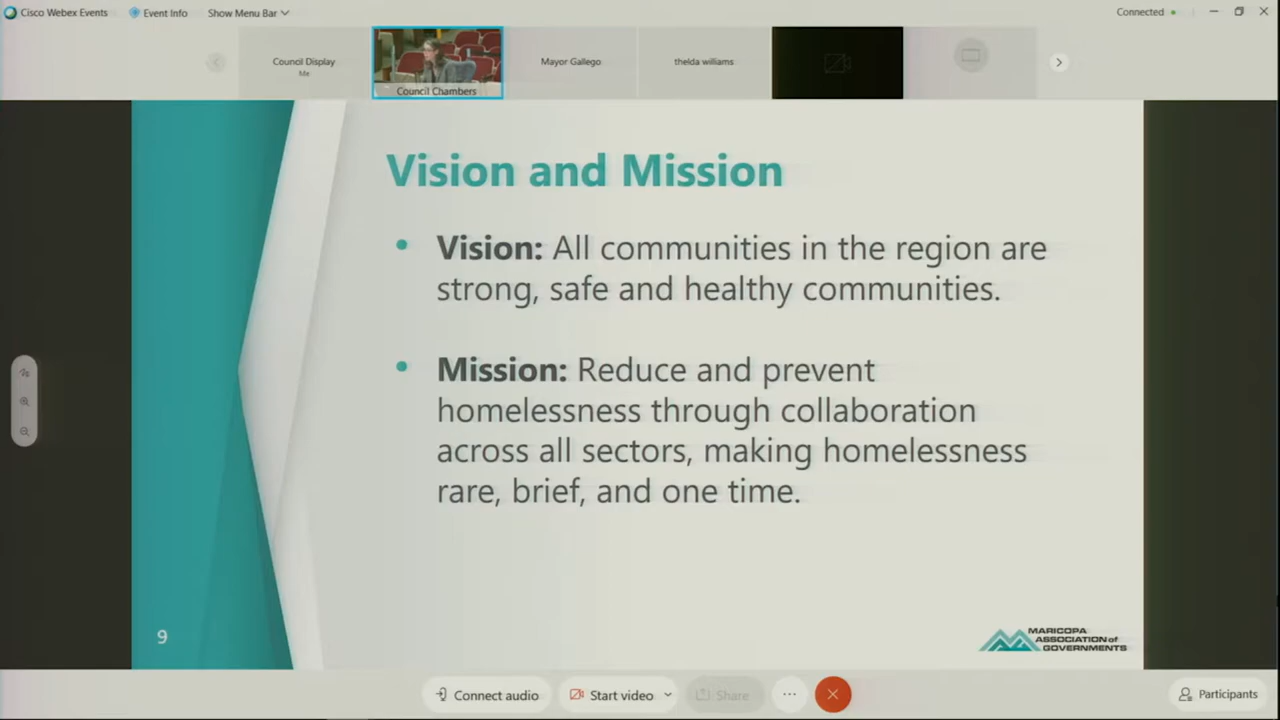 Cisco Webex Events
Event Info
Show Menu Bar
Connected
Council Display
Me
Council Chambers
Mayor Gallego
thelda wiliams
Vision and Mission
Vision: All communities in the region are
strong, safe and healthy communities.
Mission: Reduce and prevent
homelessness through collaboration
across all sectors, making homelessness
rare, brief, and one time.
9
MARICOPA
ASSOCIATION of
GOVERNMENTS
Connect audio
Start video
Share
Participants